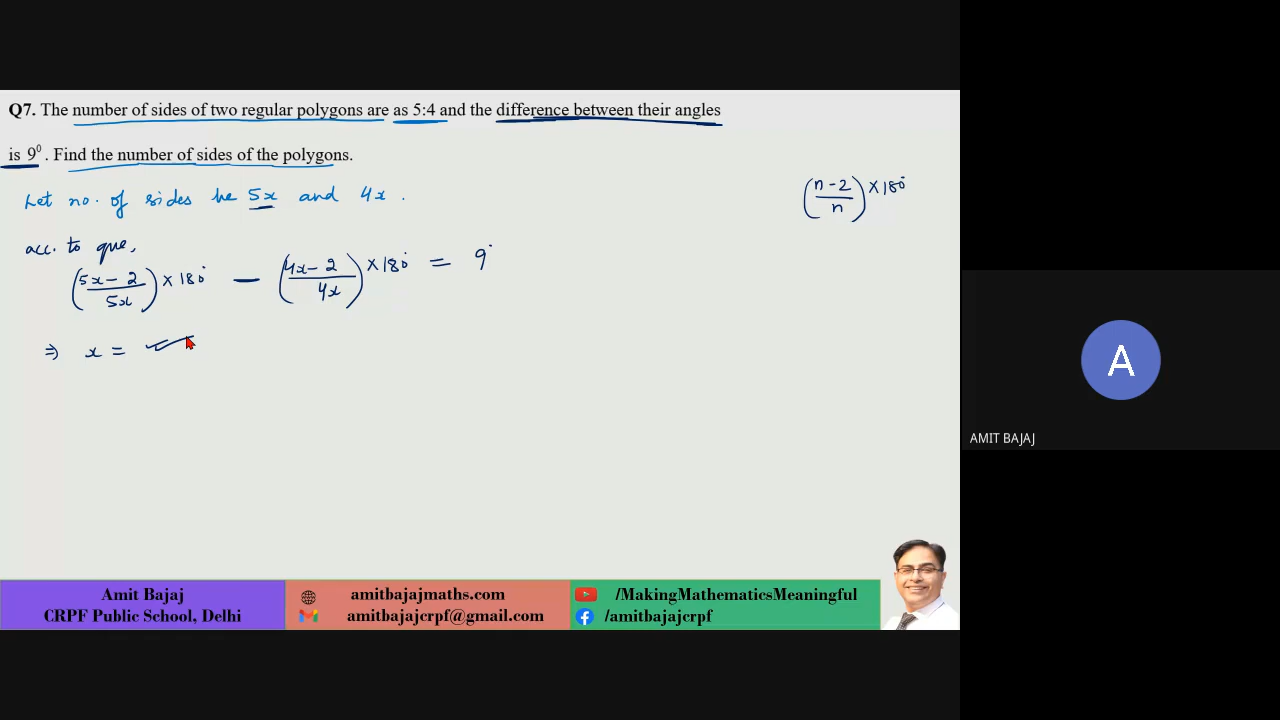 Q7. The number of sides of two regular polygons are as 5:4 and the difference between their angles
is 9⁰ . Find the number of sides of the polygons.
Let no. of sides be 5x and 4x .
(n-2/n) × 180°
acc. to que,
(5x-2/5x) × 180° − (4x-2/4x) × 180° = 9°
⇒ x =
A
AMIT BAJAJ
Amit Bajaj
CRPF Public School, Delhi
amitbajajmaths.com
amitbajajcrpf@gmail.com
/MakingMathematicsMeaningful
/amitbajajcrpf